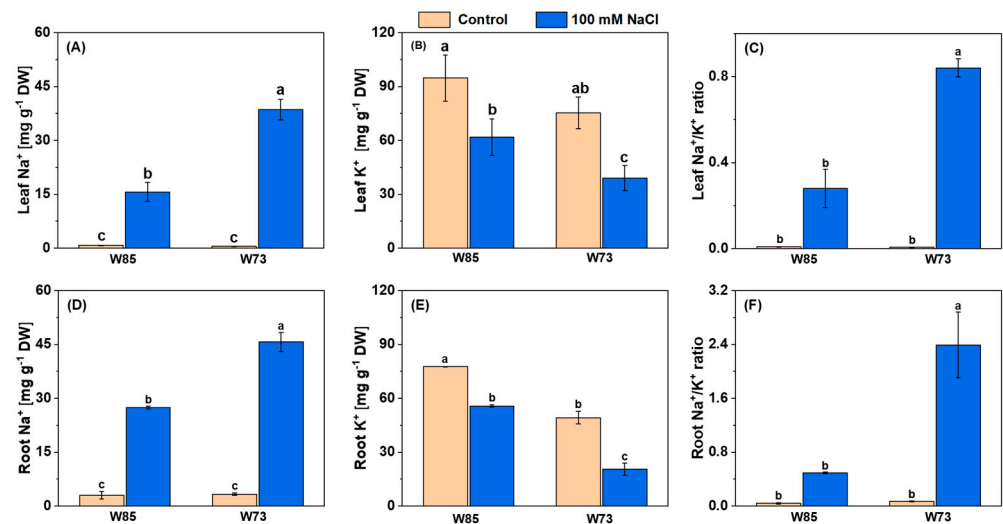 Control 100 mM NaCl
(A)
Leaf Na⁺ [mg g⁻¹ DW]
60
45
30
15
0
c b c a
W85 W73
(B)
Leaf K⁺ [mg g⁻¹ DW]
120
90
60
30
0
a b ab c
W85 W73
(C)
Leaf Na⁺/K⁺ ratio
0.8
0.4
0.0
b b b a
W85 W73
(D)
Root Na⁺ [mg g⁻¹ DW]
60
45
30
15
0
c b c a
W85 W73
(E)
Root K⁺ [mg g⁻¹ DW]
120
90
60
30
0
a b b c
W85 W73
(F)
Root Na⁺/K⁺ ratio
3.2
2.4
1.6
0.8
0.0
b b b a
W85 W73